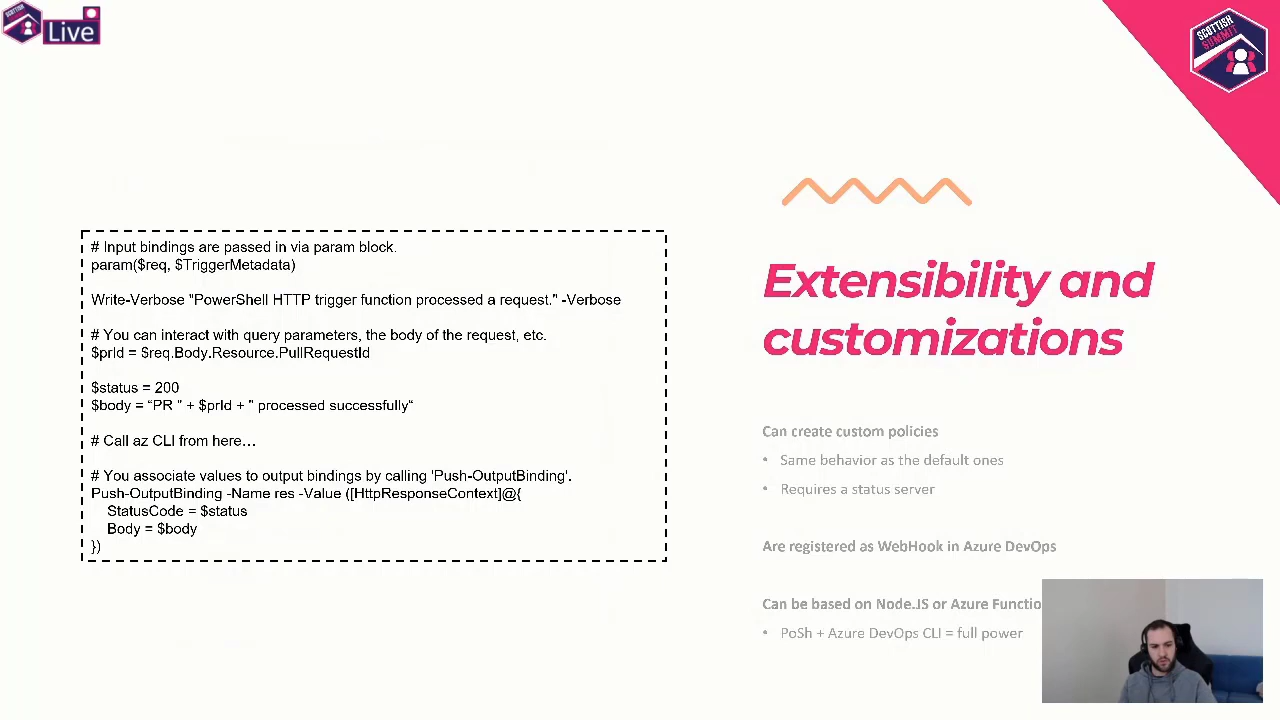 SCOTTISH
Live
SCOTTISH
SUMMIT
# Input bindings are passed in via param block.
param($req, $TriggerMetadata)
Write-Verbose "PowerShell HTTP trigger function processed a request." -Verbose
# You can interact with query parameters, the body of the request, etc.
$prId = $req.Body.Resource.PullRequestId
$status = 200
$body = “PR ” + $prId + ” processed successfully“
# Call az CLI from here…
# You associate values to output bindings by calling 'Push-OutputBinding'.
Push-OutputBinding -Name res -Value ([HttpResponseContext]@{
StatusCode = $status
Body = $body
})
Extensibility and
customizations
Can create custom policies
• Same behavior as the default ones
• Requires a status server
Are registered as WebHook in Azure DevOps
Can be based on Node.JS or Azure Functio
• PoSh + Azure DevOps CLI = full power